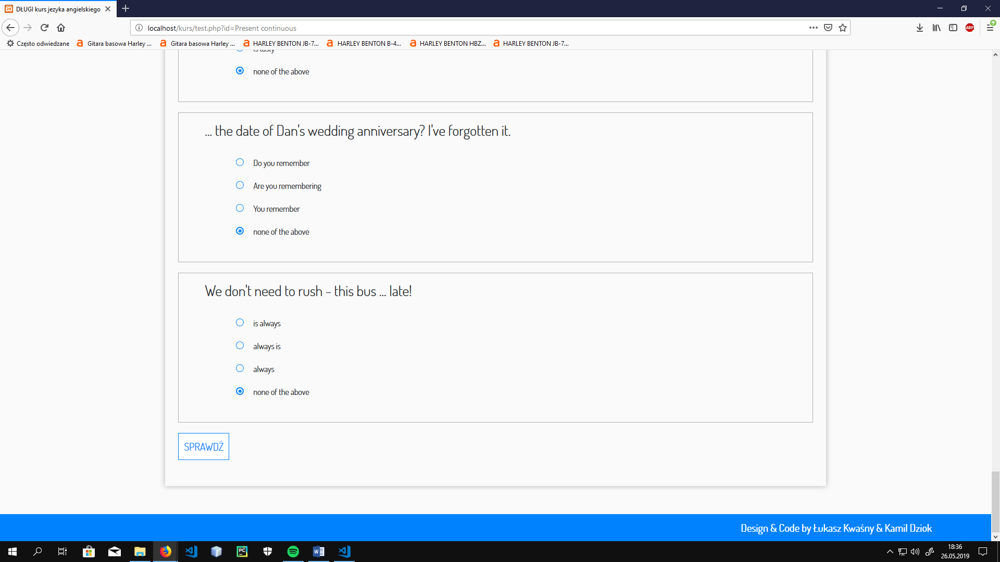 DŁUGI kurs jezyka angielskiego
localhost/kurs/test.php?id=Present continuous
ABP
Często odwiedzane
Gitara basowa Harley ...
Gitara basowa Harley ...
HARLEY BENTON JB-7...
HARLEY BENTON B-4...
HARLEY BENTON HBZ...
HARLEY BENTON JB-7...
is tasty
none of the above
... the date of Dan's wedding anniversary? I've forgotten it.
Do you remember
Are you remembering
You remember
none of the above
We don't need to rush - this bus ... late!
is always
always is
always
none of the above
SPRAWDŹ
Design & Code by Łukasz Kwaśny & Kamil Dziok
PC
18:36
26.05.2019